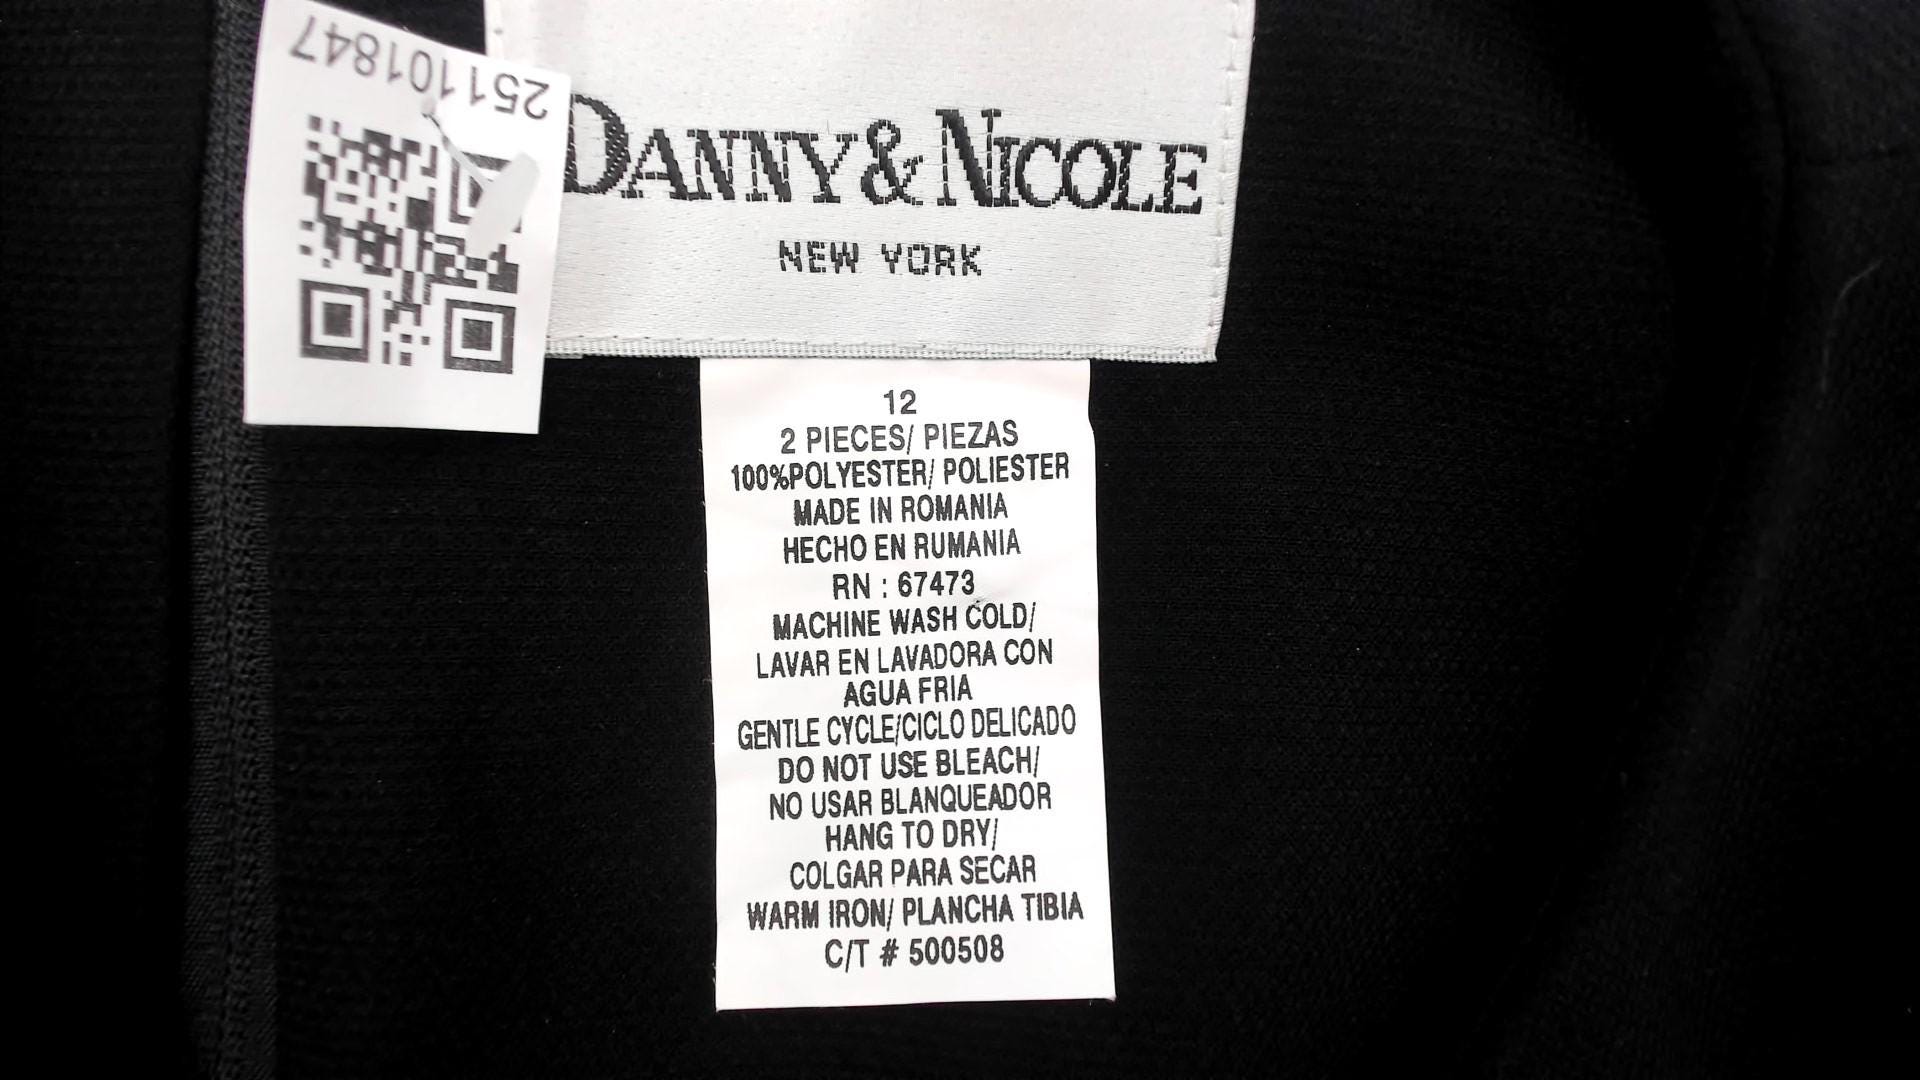 251101847
DANNY & NICOLE
NEW YORK
12
2 PIECES/ PIEZAS
100%POLYESTER/ POLIESTER
MADE IN ROMANIA
HECHO EN RUMANIA
RN : 67473
MACHINE WASH COLD/
LAVAR EN LAVADORA CON
AGUA FRIA
GENTLE CYCLE/CICLO DELICADO
DO NOT USE BLEACH/
NO USAR BLANQUEADOR
HANG TO DRY/
COLGAR PARA SECAR
WARM IRON/ PLANCHA TIBIA
C/T # 500508